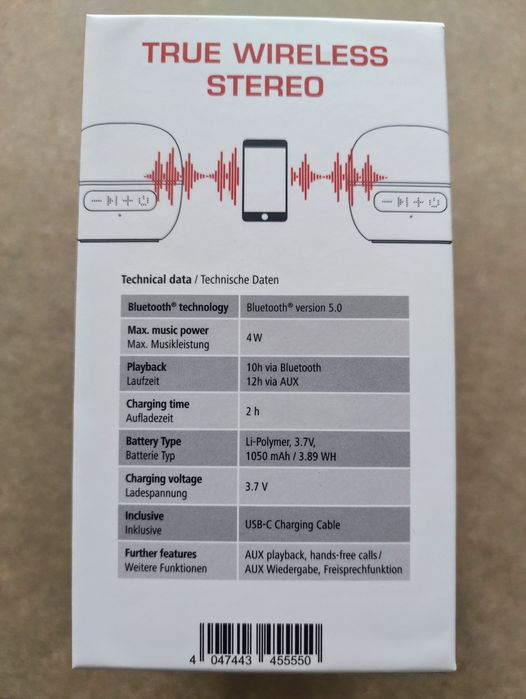 TRUE WIRELESS
STEREO
Technical data / Technische Daten
Bluetooth® technology Bluetooth® version 5.0
Max. music power
Max. Musikleistung
4 W
Playback
Laufzeit
10h via Bluetooth
12h via AUX
Charging time
Aufladezeit
2 h
Battery Type
Batterie Typ
Li-Polymer, 3.7V,
1050 mAh / 3.89 WH
Charging voltage
Ladespannung
3.7 V
Inclusive
Inklusive
USB-C Charging Cable
Further features
Weitere Funktionen
AUX playback, hands-free calls/
AUX Wiedergabe, Freisprechfunktion
4 047443 455550